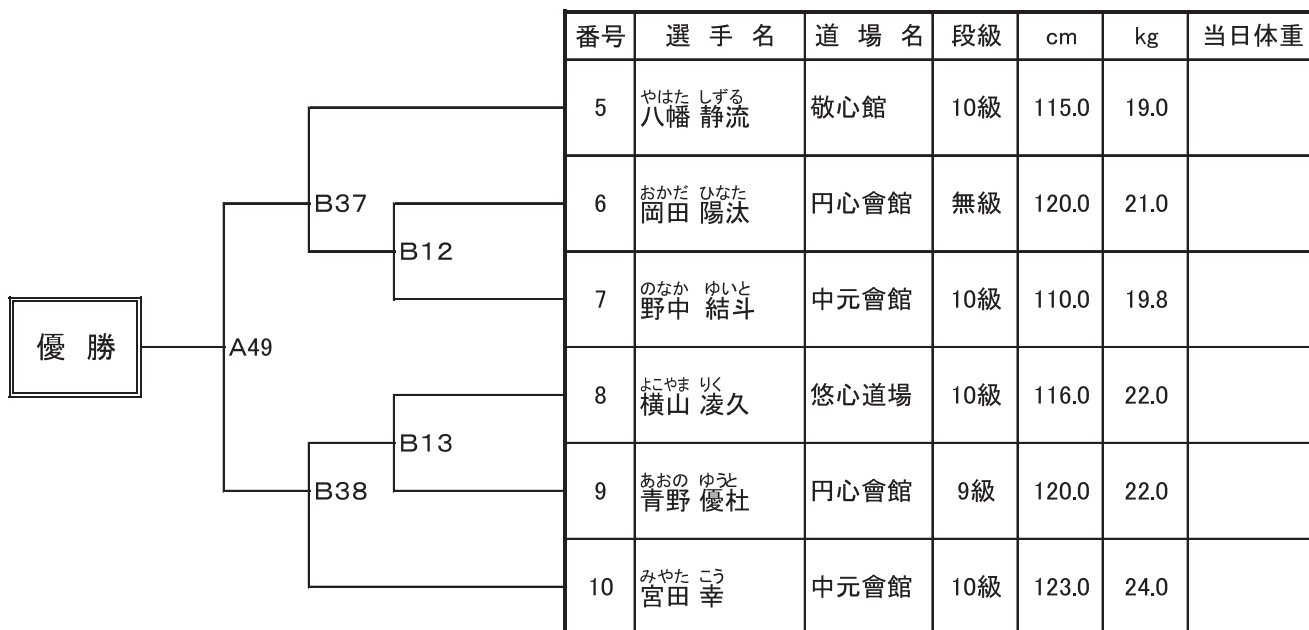 番号 選手名 道場名 段級 cm kg 当日体重
やはた しずる
5 八幡 静流 敬心館 10級 115.0 19.0
B37
おかだ ひなた
6 岡田 陽汰 円心會館 無級 120.0 21.0
B12
のなか ゆいと
7 野中 結斗 中元會館 10級 110.0 19.8
優勝 A49
よこやま りく
8 横山 凌久 悠心道場 10級 116.0 22.0
B13
あおの ゆうと
B38 9 青野 優杜 円心會館 9級 120.0 22.0
みやた こう
10 宮田 幸 中元會館 10級 123.0 24.0